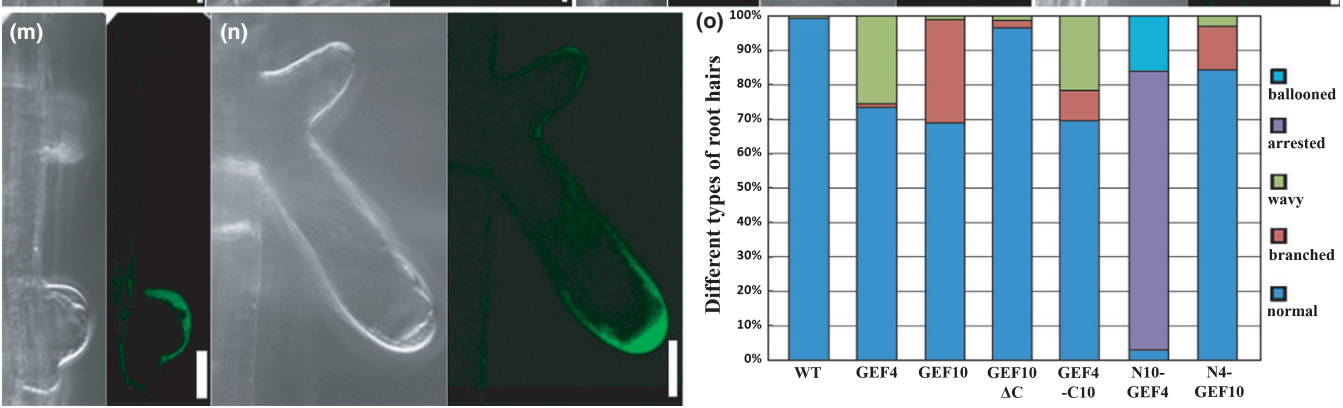 (m)
(n)
(o)
Different types of root hairs
100%
90%
80%
70%
60%
50%
40%
30%
20%
10%
0%
WT
GEF4
GEF10
GEF10
ΔC
GEF4
-C10
N10-
GEF4
N4-
GEF10
ballooned
arrested
wavy
branched
normal